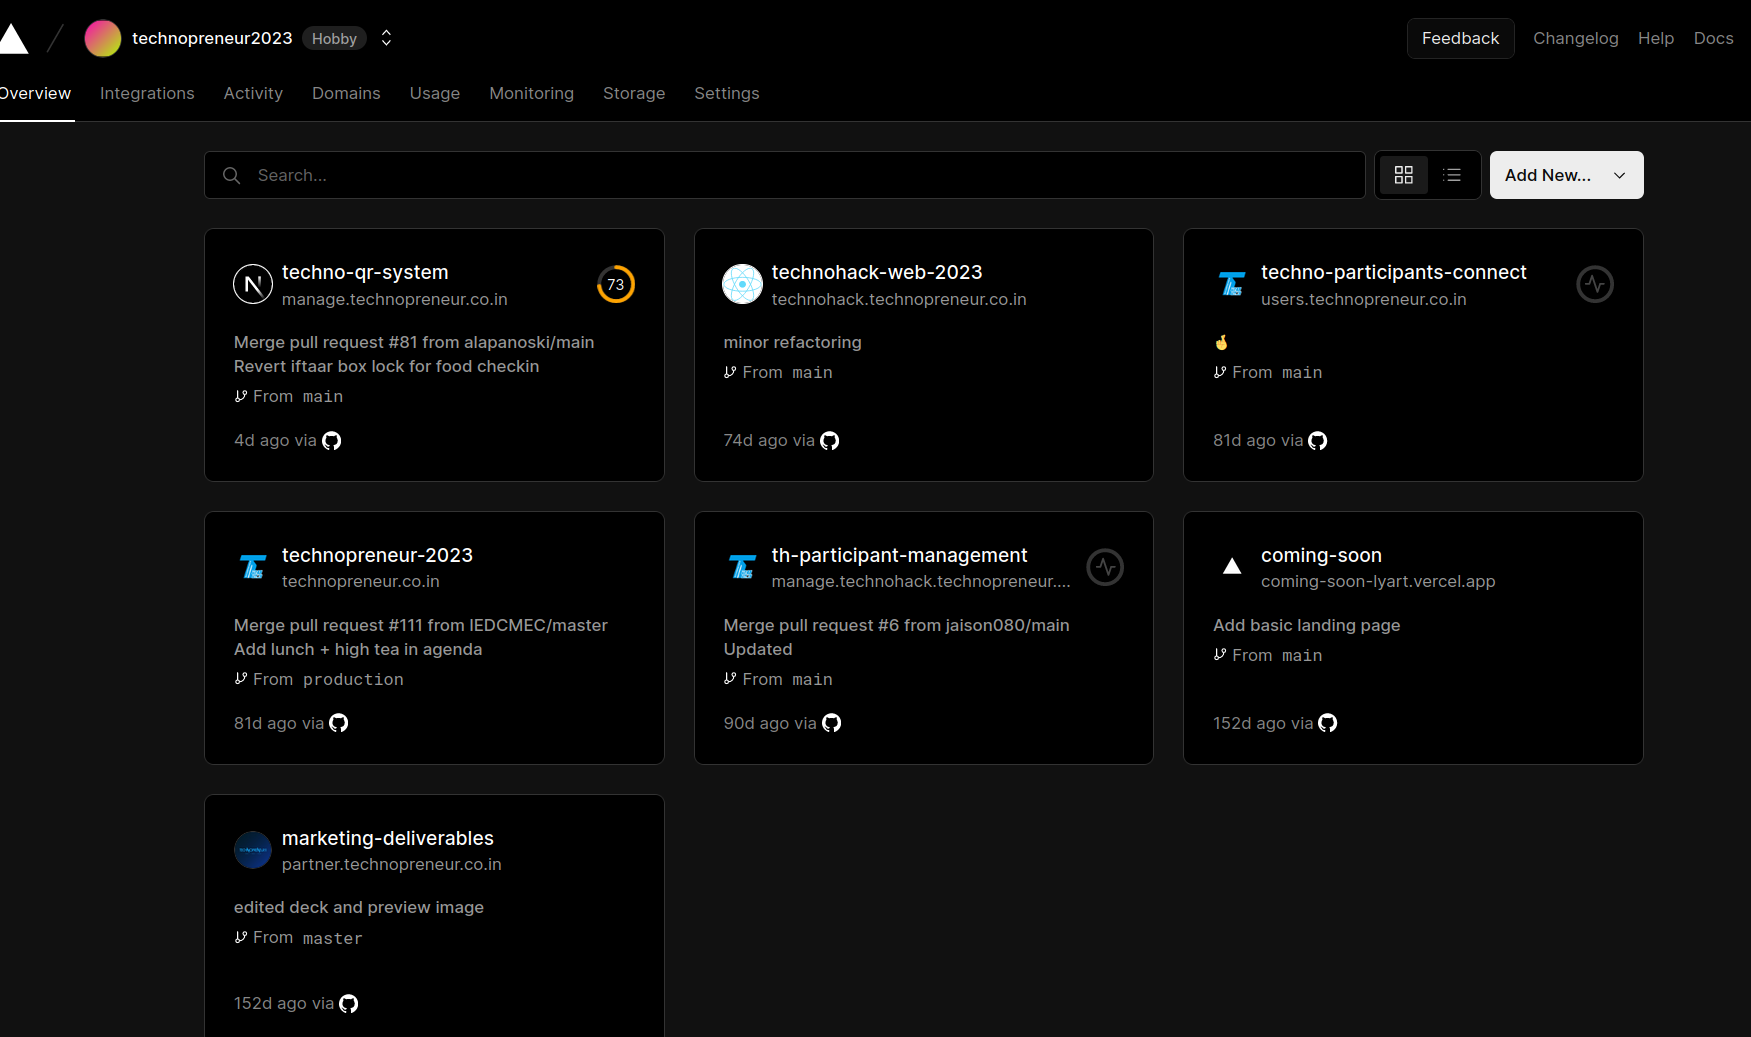 technopreneur2023 Hobby
Feedback Changelog Help Docs
Overview Integrations Activity Domains Usage Monitoring Storage Settings
Search...
Add New...
techno-qr-system
manage.technopreneur.co.in
73
Merge pull request #81 from alapanoski/main
Revert iftaar box lock for food checkin
From main
4d ago via
technohack-web-2023
technohack.technopreneur.co.in
minor refactoring
From main
74d ago via
techno-participants-connect
users.technopreneur.co.in
🤞
From main
81d ago via
technopreneur-2023
technopreneur.co.in
Merge pull request #111 from IEDCMEC/master
Add lunch + high tea in agenda
From production
81d ago via
th-participant-management
manage.technohack.technopreneur....
Merge pull request #6 from jaison080/main
Updated
From main
90d ago via
coming-soon
coming-soon-lyart.vercel.app
Add basic landing page
From main
152d ago via
marketing-deliverables
partner.technopreneur.co.in
edited deck and preview image
From master
152d ago via